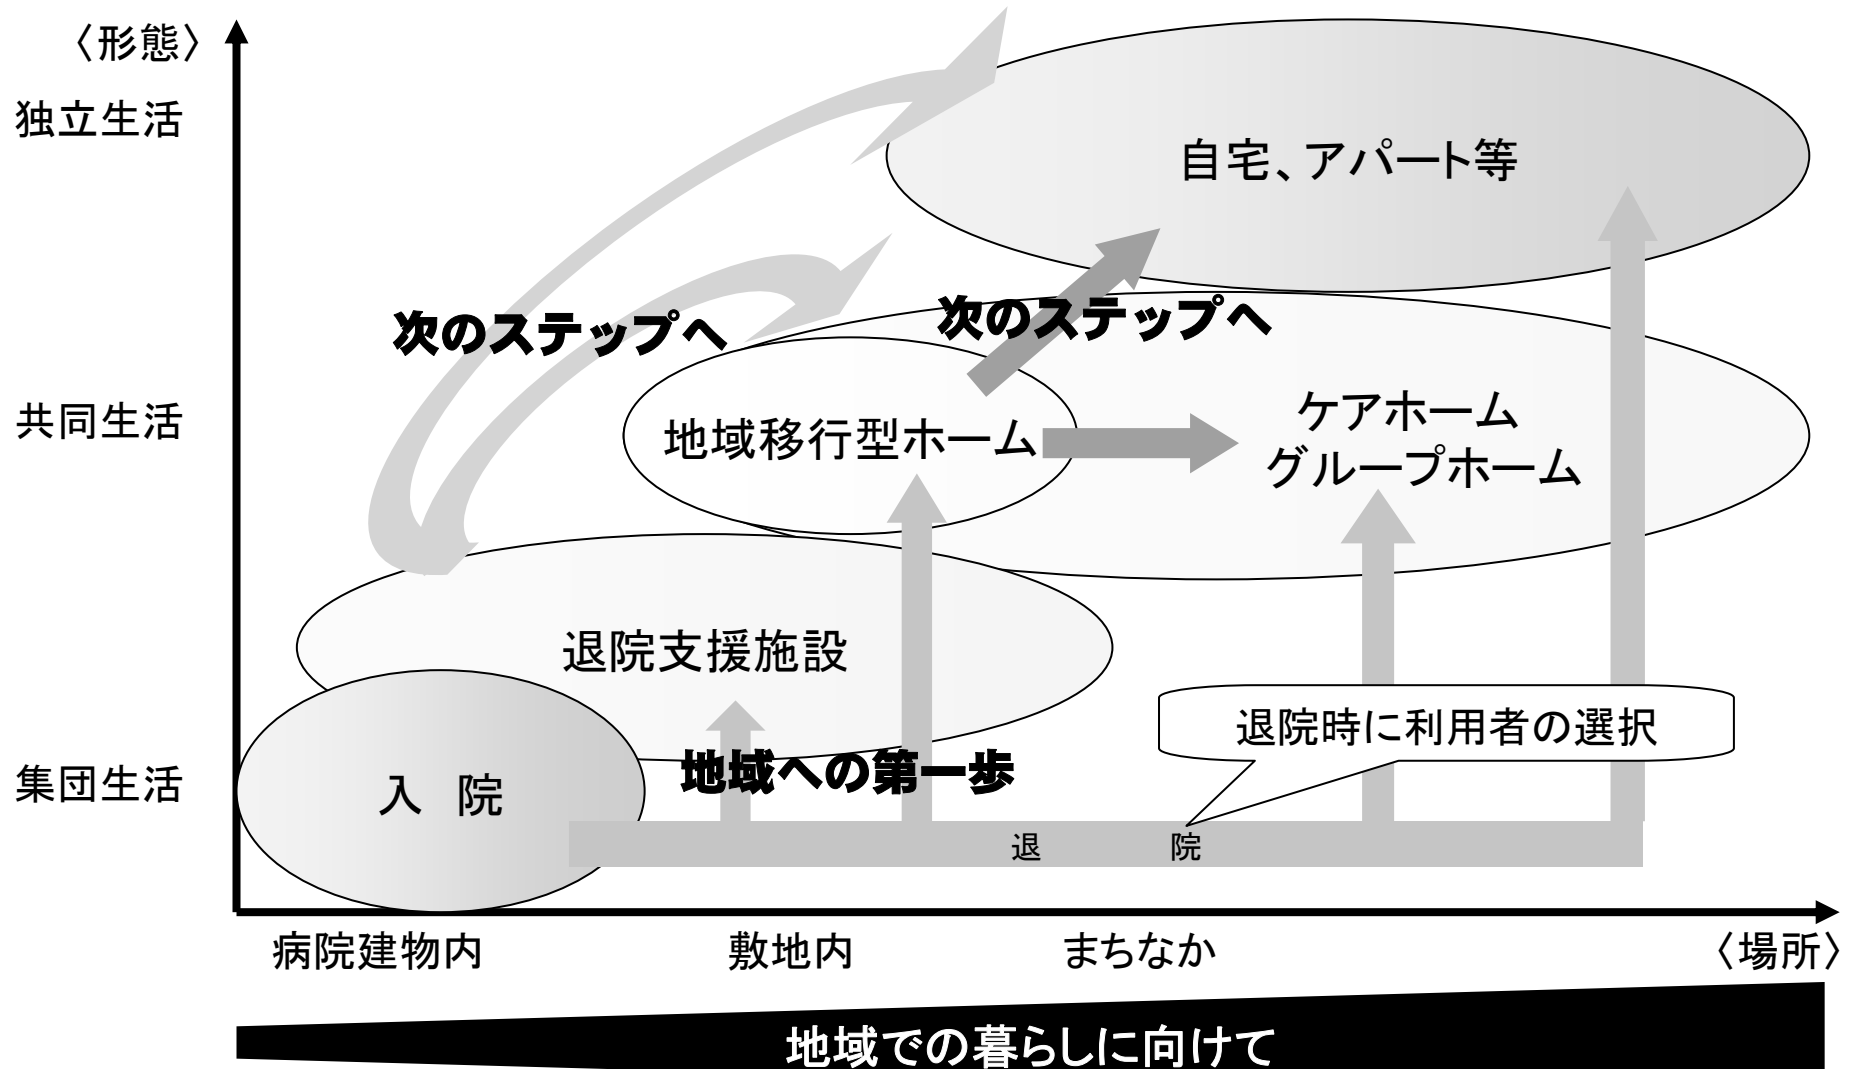 〈形態〉
独立生活
自宅、アパート等
次のステップへ
次のステップへ
共同生活
地域移行型ホーム
ケアホーム
グループホーム
退院支援施設
退院時に利用者の選択
集団生活
入　院
地域への第一歩
退　院
病院建物内
敷地内
まちなか
〈場所〉
地域での暮らしに向けて